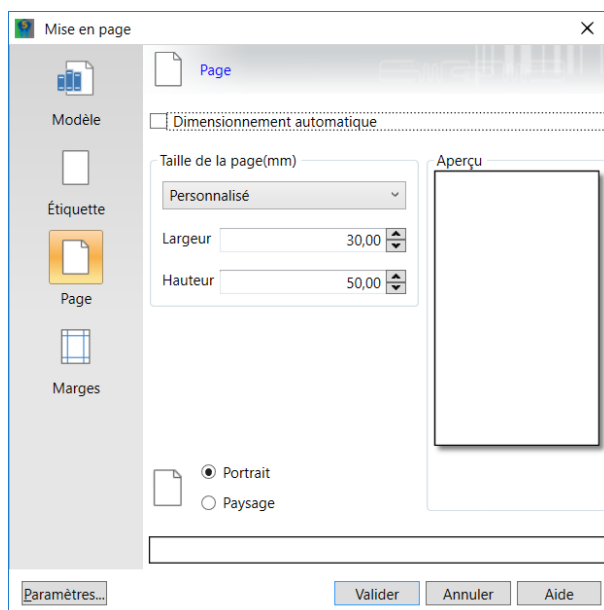 Mise en page
Modèle
Étiquette
Page
Marges
Page
Dimensionnement automatique
Taille de la page(mm)
Personnalisé
Largeur 30,00
Hauteur 50,00
Aperçu
Portrait
Paysage
Paramètres...
Valider
Annuler
Aide